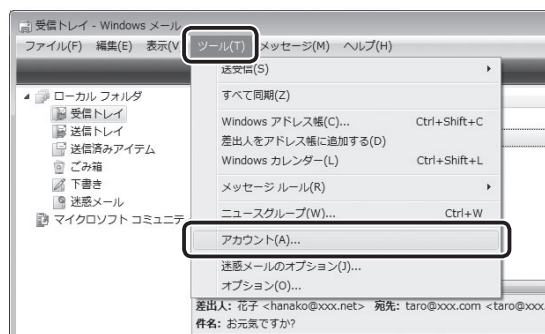 受信トレイ - Windows メール
ファイル(F) 編集(E) 表示(V ツール(T) メッセージ(M) ヘルプ(H)
送受信(S)
すべて同期(Z)
Windows アドレス帳(C)... Ctrl+Shift+C
差出人をアドレス帳に追加する(D)
Windows カレンダー(L) Ctrl+Shift+L
メッセージ ルール(R)
ニュースグループ(W)... Ctrl+W
アカウント(A)...
迷惑メールのオプション(J)...
オプション(O)...
ローカル フォルダ
受信トレイ
送信トレイ
送信済みアイテム
ごみ箱
下書き
迷惑メール
マイクロソフト コミュニテ
差出人: 花子 <hanako@xxx.net> 宛先: taro@xxx.com <taro@xxx
件名: お元気ですか?